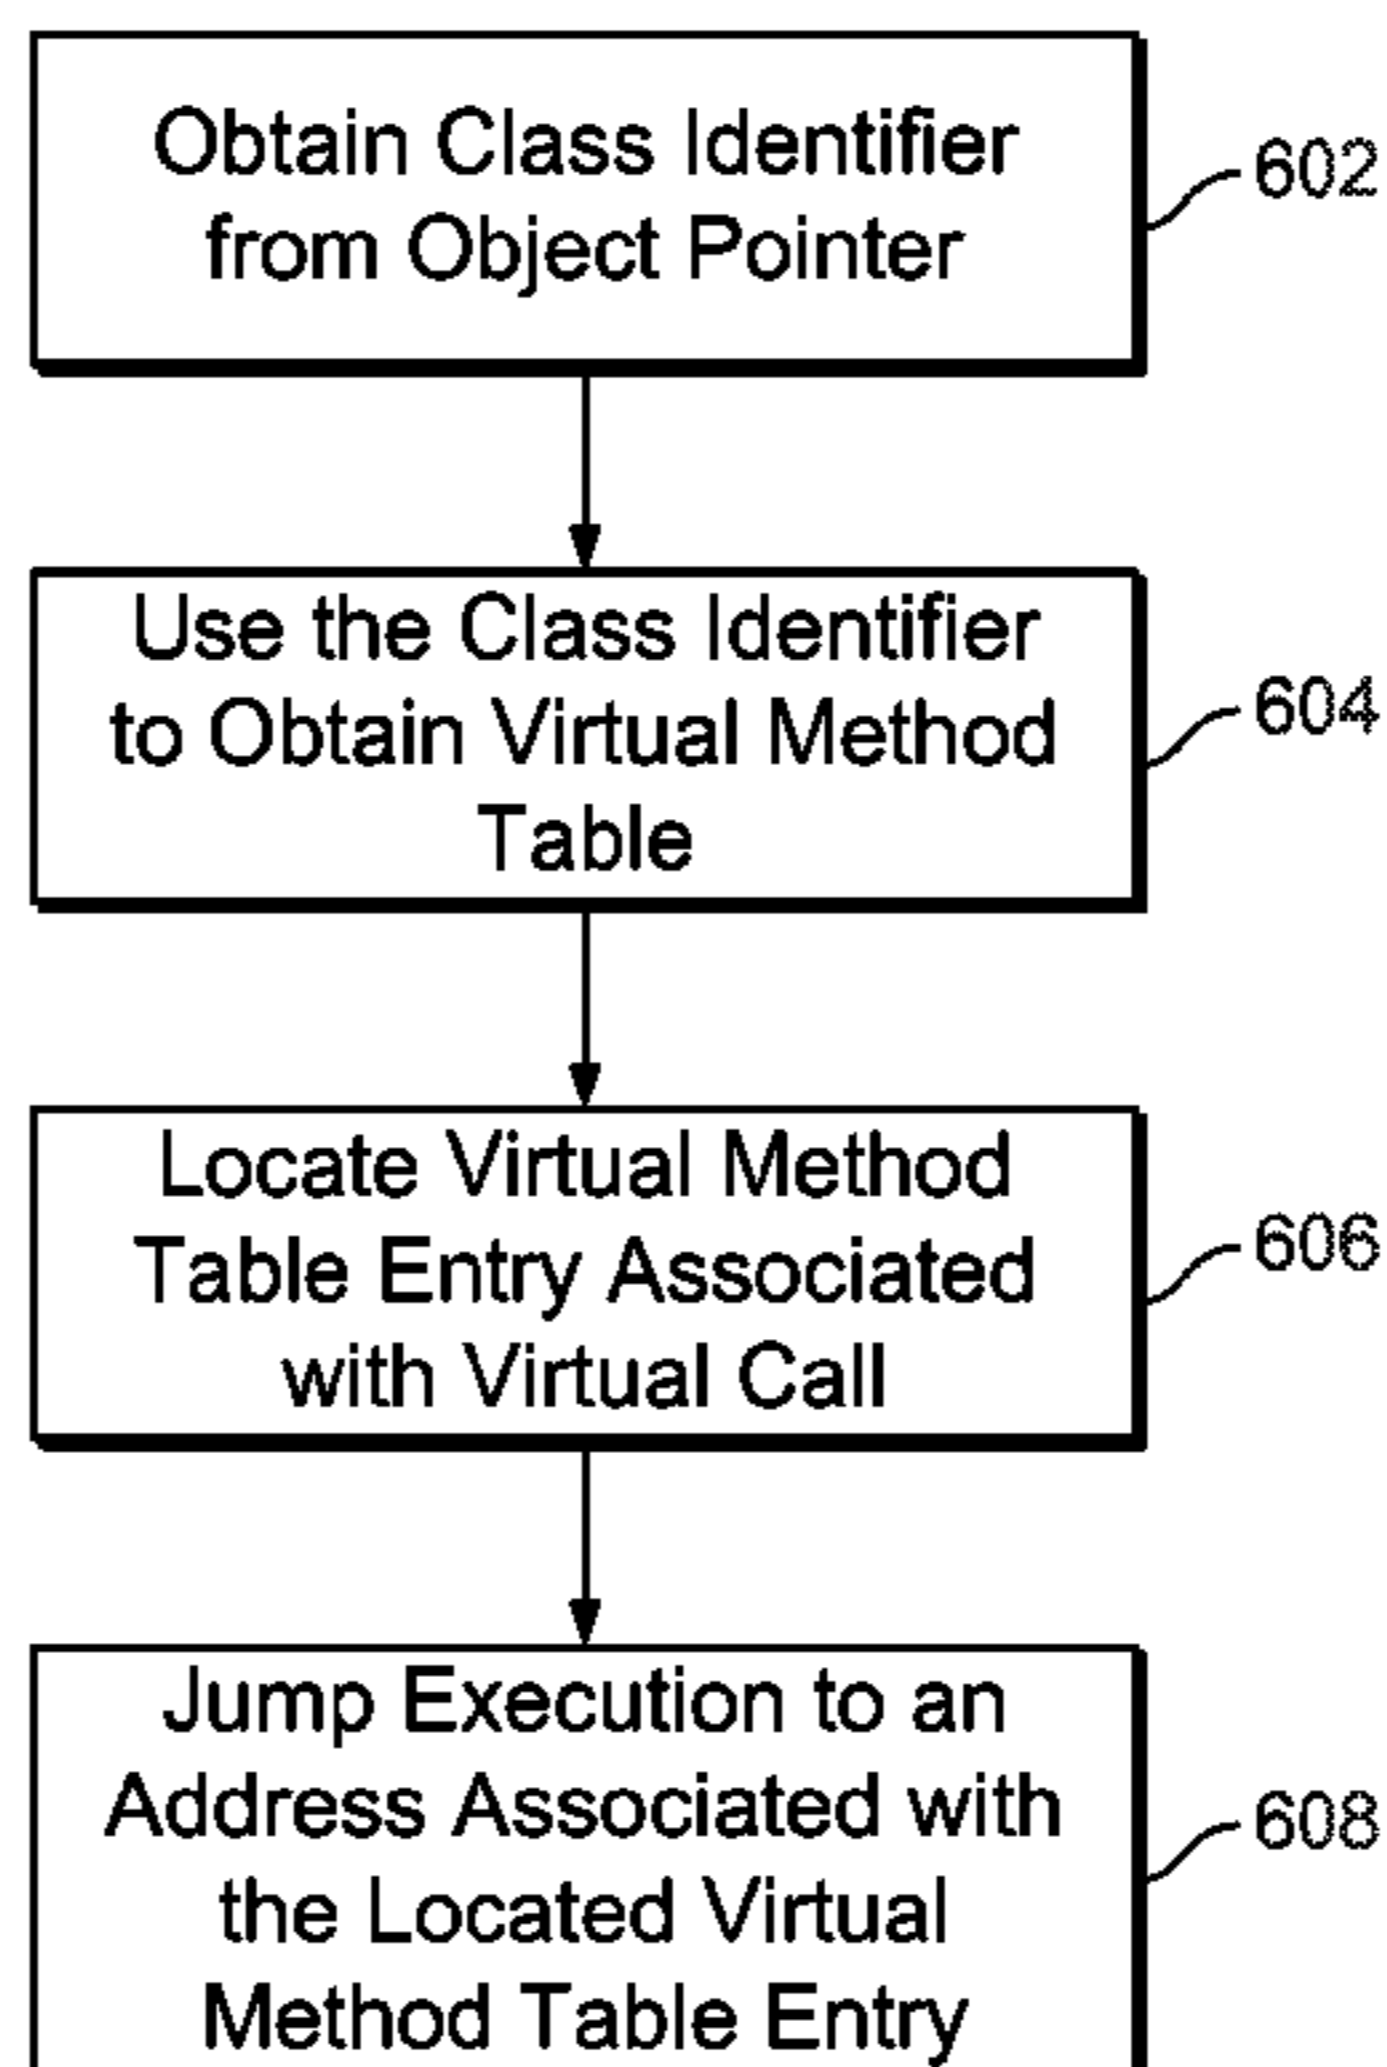 Obtain Class Identifier
from Object Pointer
602
Use the Class Identifier
to Obtain Virtual Method
Table
604
Locate Virtual Method
Table Entry Associated
with Virtual Call
606
Jump Execution to an
Address Associated with
the Located Virtual
Method Table Entry
608